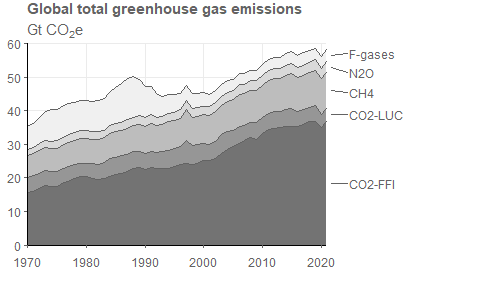 Global total greenhouse gas emissions
Gt CO₂e
60
50
40
30
20
10
0
1970
1980
1990
2000
2010
2020
F-gases
N2O
CH4
CO2-LUC
CO2-FFI